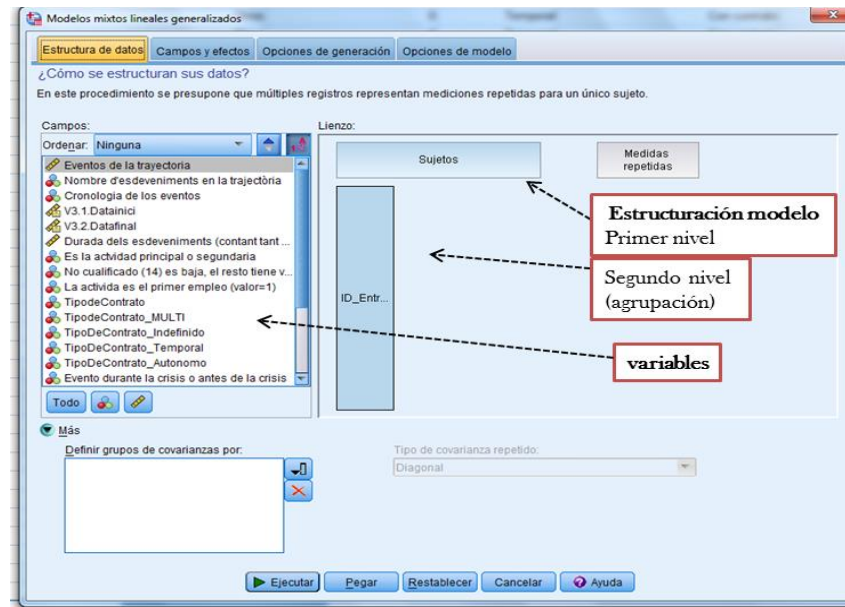 Modelos mixtos lineales generalizados
Estructura de datos
Campos y efectos
Opciones de generación
Opciones de modelo
¿Cómo se estructuran sus datos?
En este procedimiento se presupone que múltiples registros representan mediciones repetidas para un único sujeto.
Campos:
Ordenar: Ninguna
Eventos de la trayectoria
Nombre d'esdeveniments en la trajectòria
Cronologia de los eventos
V3.1.Datainici
V3.2.Datafinal
Durada dels esdeveniments (contant tant ...
Es la actvidad principal o segundaria
No cualificado (14) es baja, el resto tiene v...
La activida es el primer empleo (valor=1)
TipodeContrato
TipodeContrato_MULTI
TipoDeContrato_Indefinido
TipoDeContrato_Temporal
TipoDeContrato_Autonomo
Evento durante la crisis o antes de la crisis
Todo
Lienzo:
Sujetos
Medidas
repetidas
ID_Entr...
Estructuración modelo
Primer nivel
Segundo nivel
(agrupación)
variables
Más
Definir grupos de covarianzas por:
Tipo de covarianza repetido:
Diagonal
Ejecutar
Pegar
Restablecer
Cancelar
Ayuda